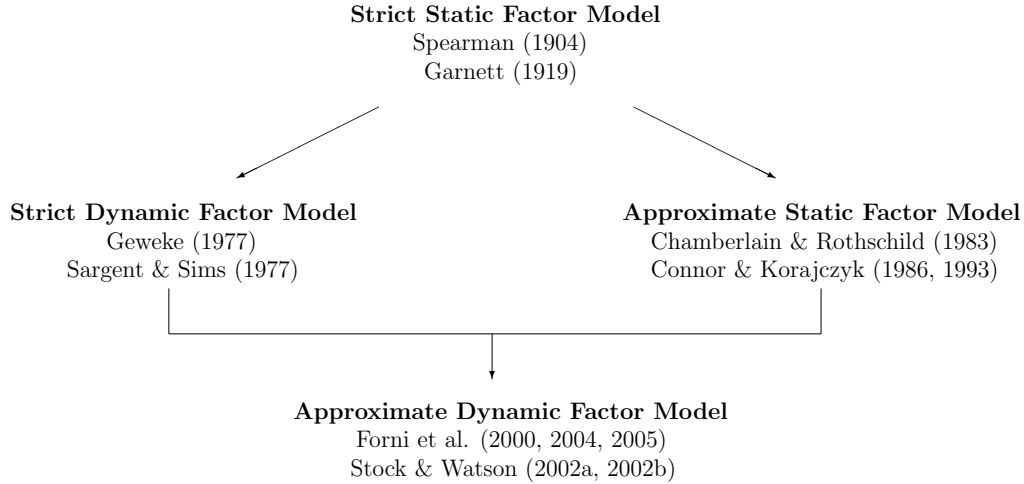 Strict Static Factor Model
Spearman (1904)
Garnett (1919)
Strict Dynamic Factor Model
Geweke (1977)
Sargent & Sims (1977)
Approximate Static Factor Model
Chamberlain & Rothschild (1983)
Connor & Korajczyk (1986, 1993)
Approximate Dynamic Factor Model
Forni et al. (2000, 2004, 2005)
Stock & Watson (2002a, 2002b)